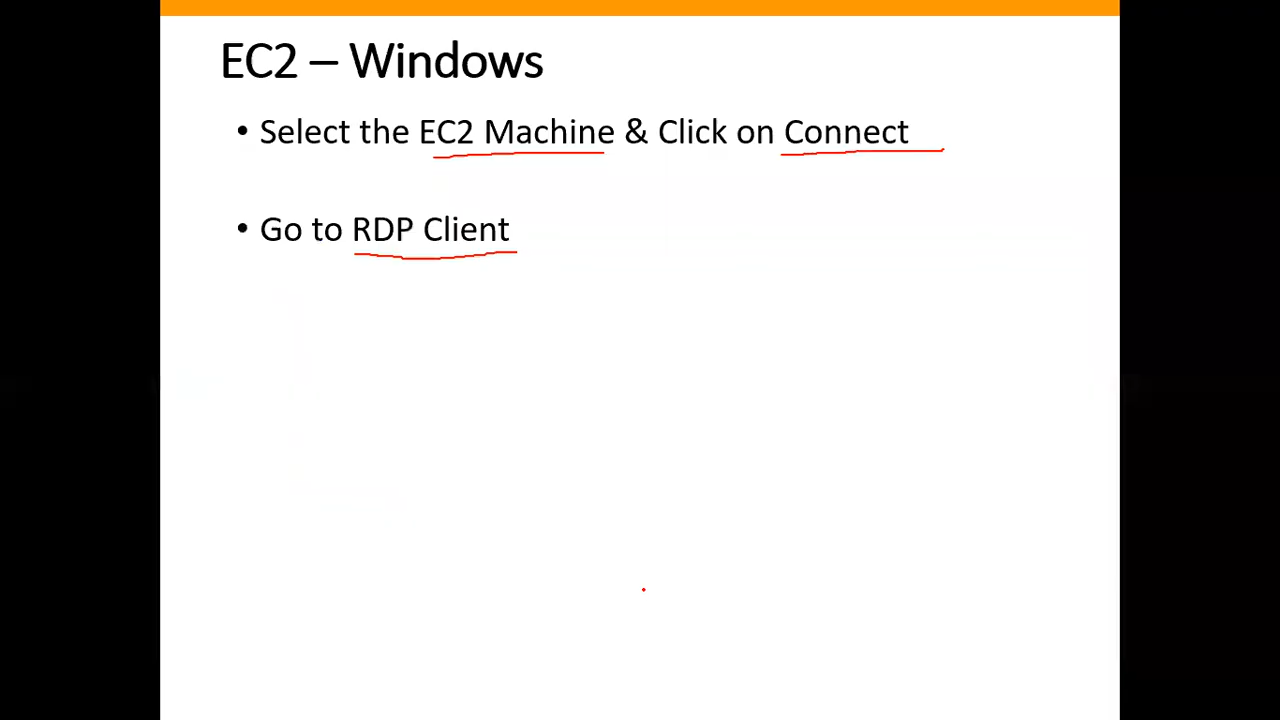 EC2 – Windows
• Select the EC2 Machine & Click on Connect
• Go to RDP Client